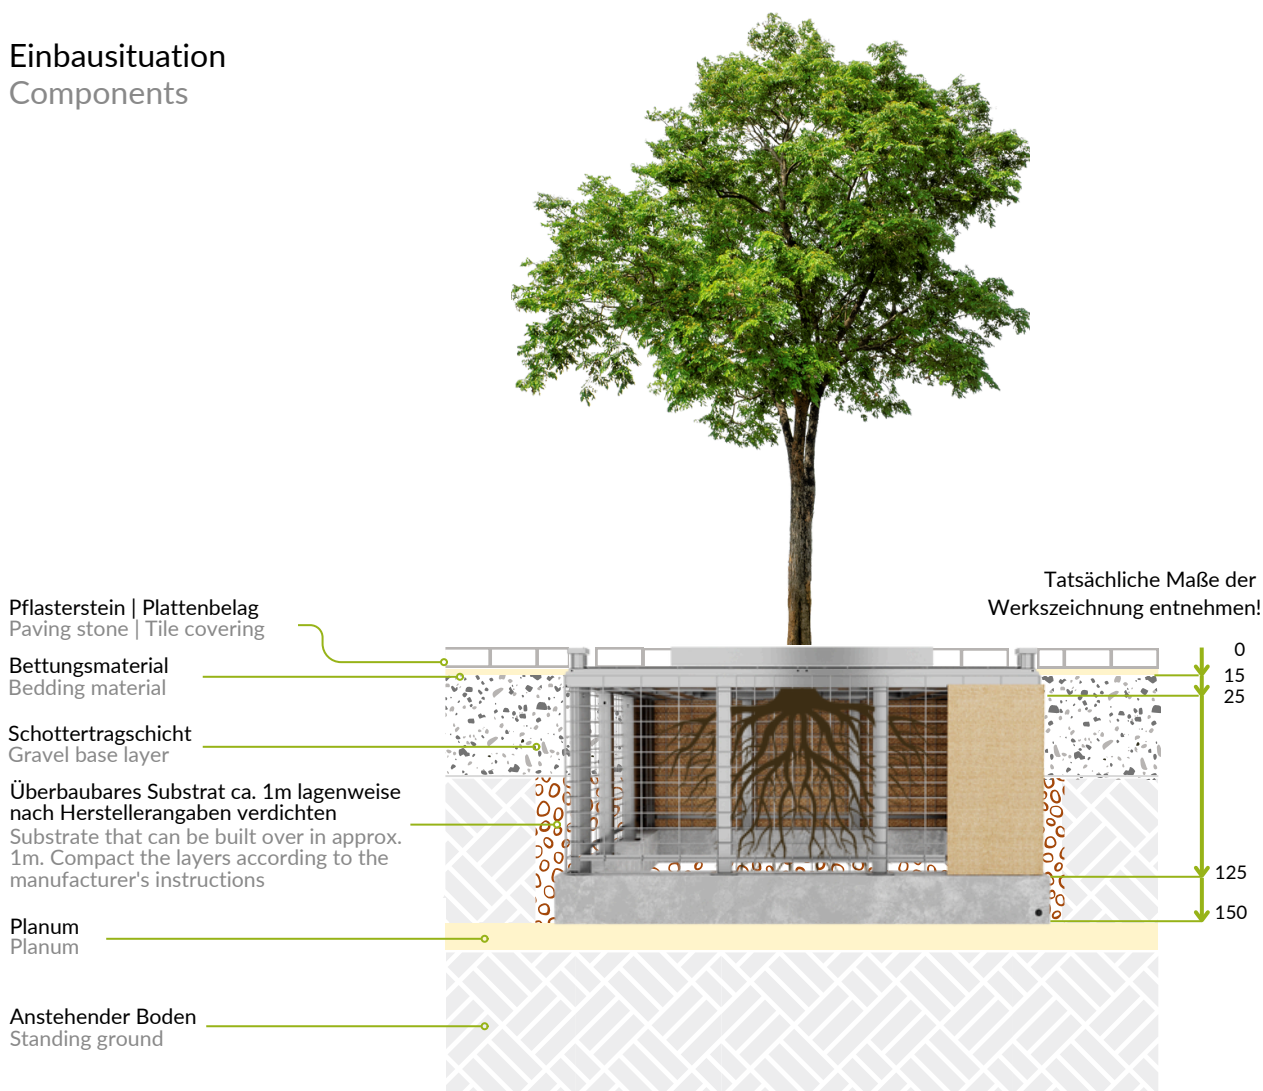 Einbausituation
Components
Tatsächliche Maße der
Werkszeichnung entnehmen!
Pflasterstein | Plattenbelag
Paving stone | Tile covering
Bettungsmaterial
Bedding material
Schottertragschicht
Gravel base layer
Überbaubares Substrat ca. 1m lagenweise
nach Herstellerangaben verdichten
Substrate that can be built over in approx.
1m. Compact the layers according to the
manufacturer's instructions
Planum
Planum
Anstehender Boden
Standing ground
0
15
25
125
150